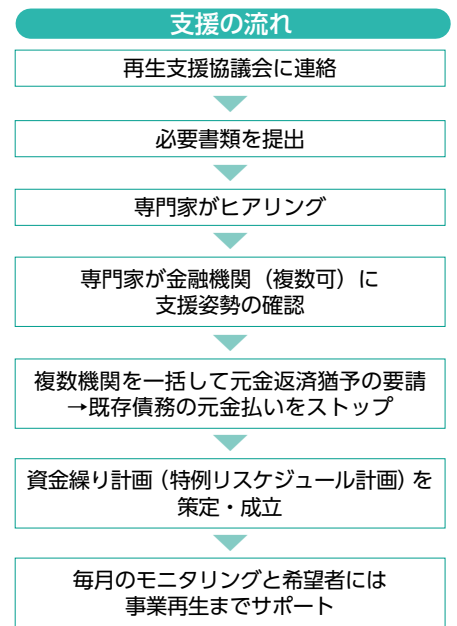 支援の流れ
再生支援協議会に連絡
必要書類を提出
専門家がヒアリング
専門家が金融機関（複数可）に
支援姿勢の確認
複数機関を一括して元金返済猶予の要請
→既存債務の元金払いをストップ
資金繰り計画（特例リスケジュール計画）を
策定・成立
毎月のモニタリングと希望者には
事業再生までサポート